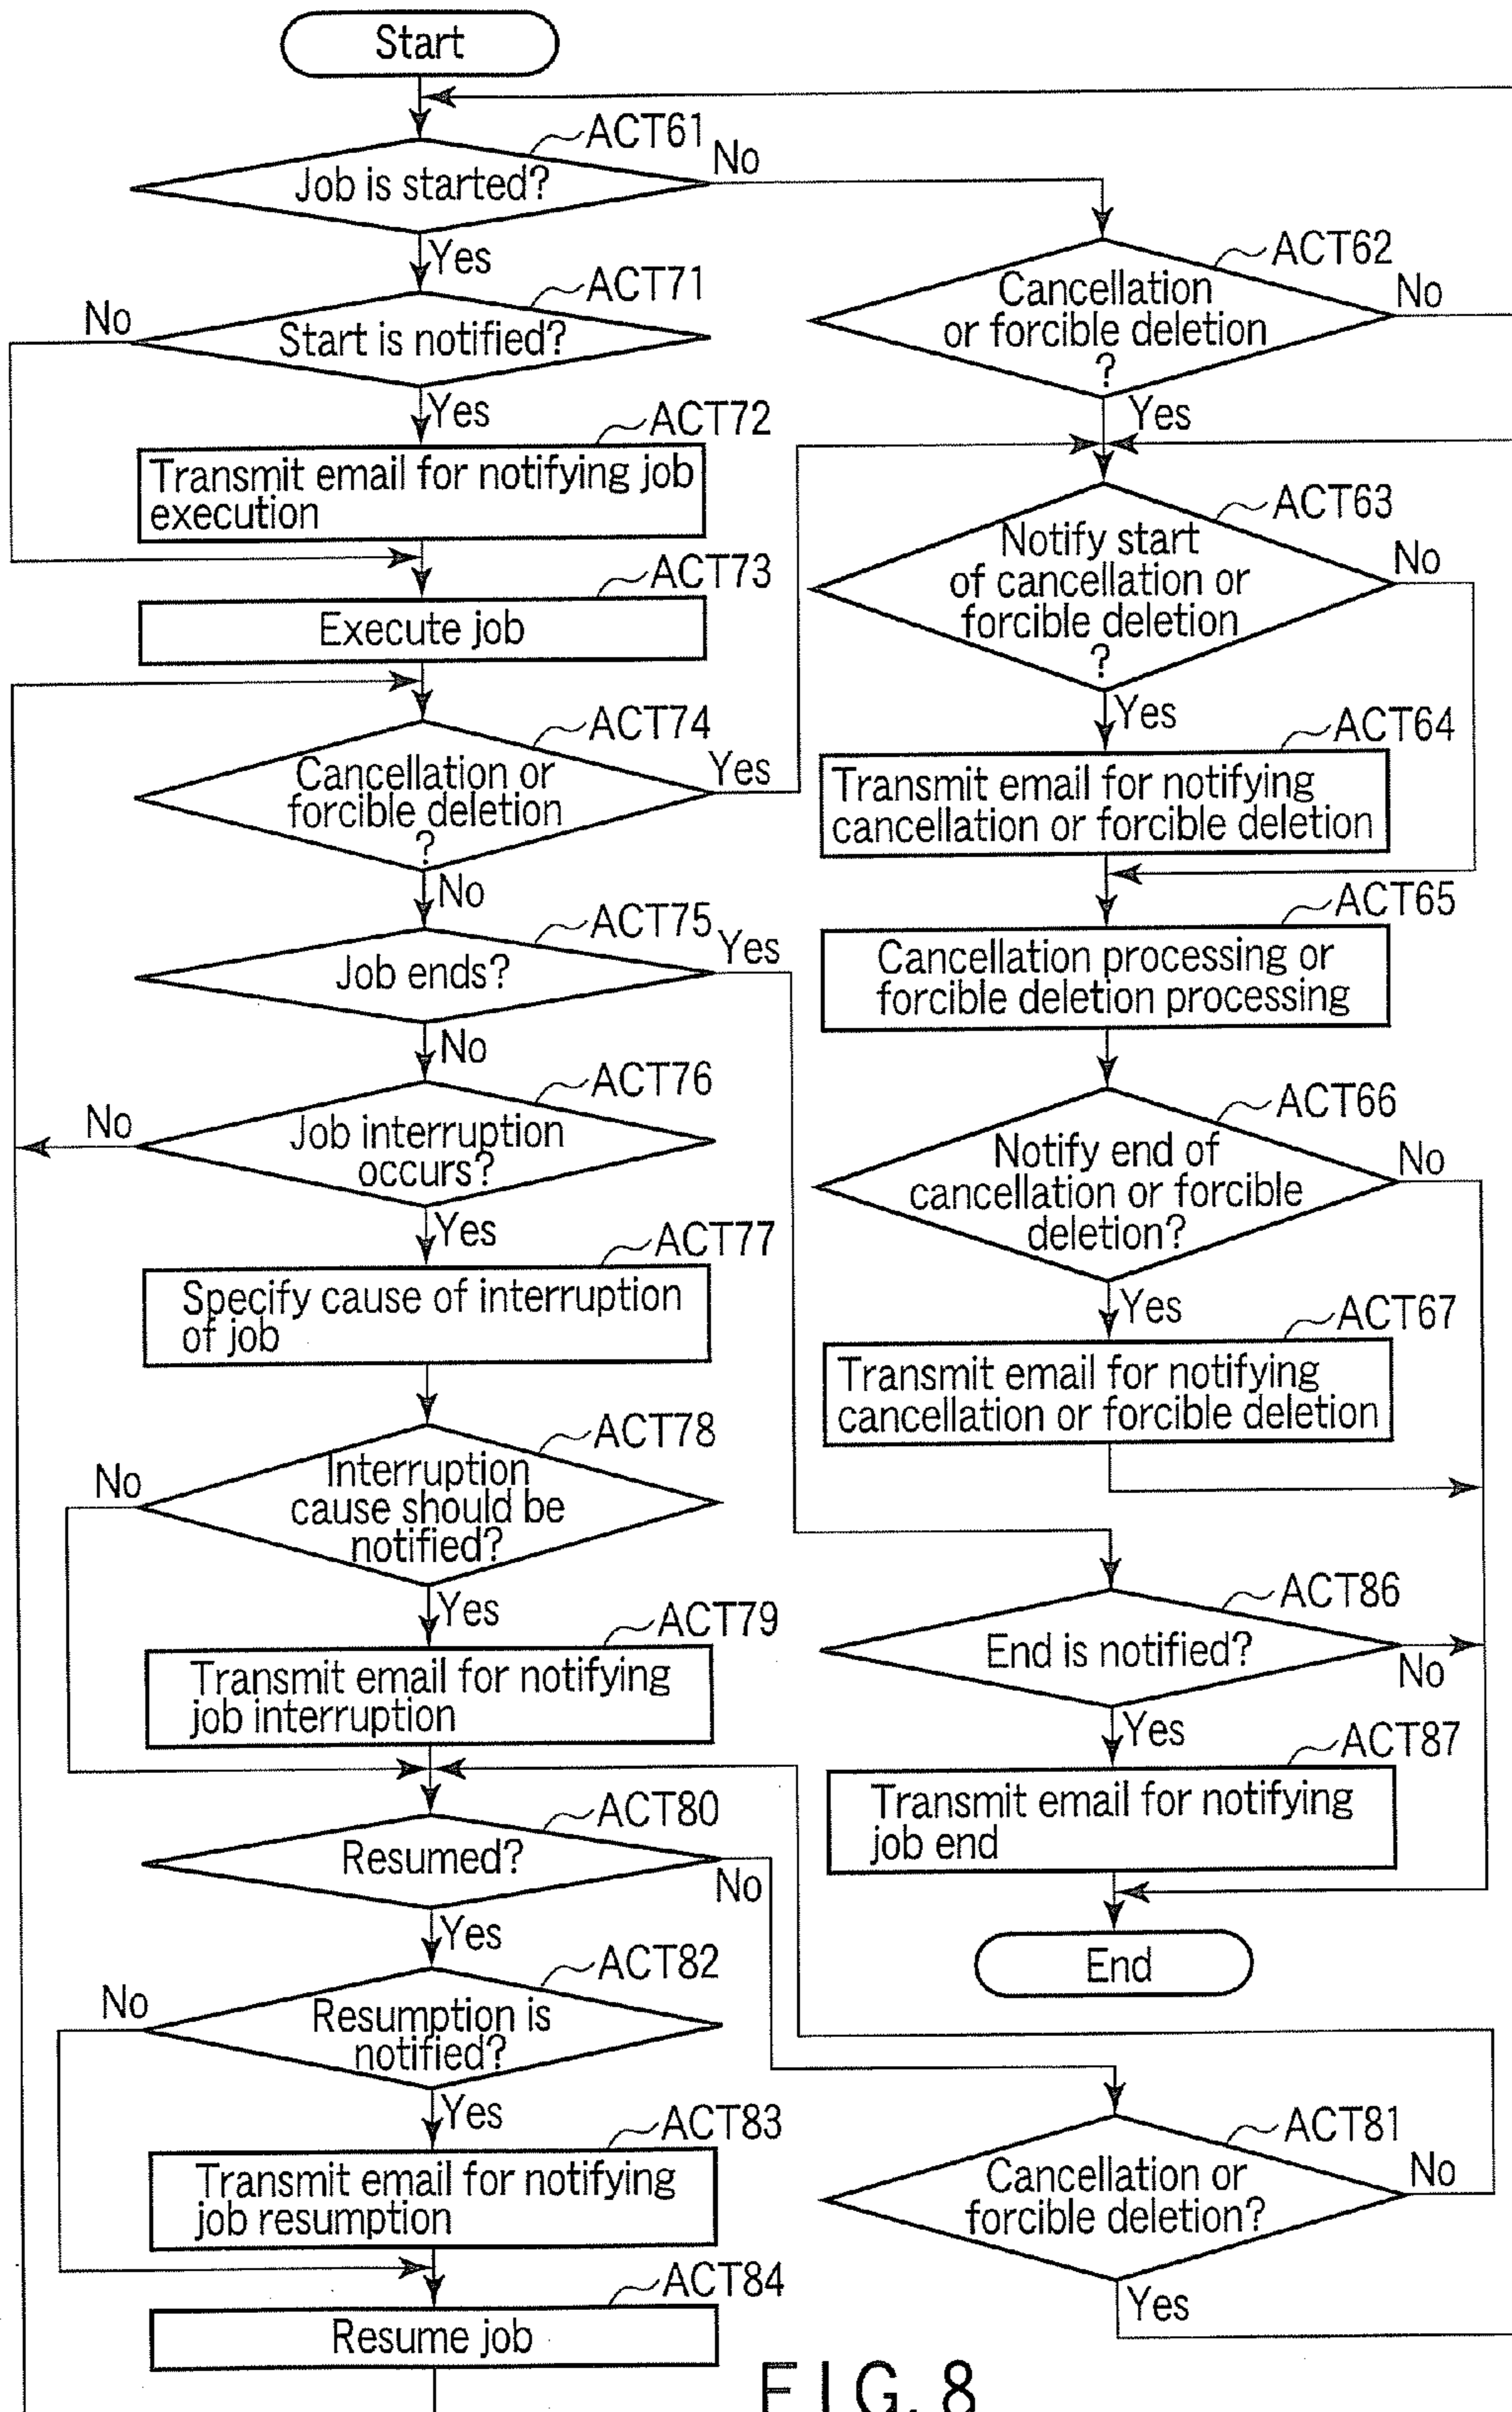 Start
ACT61
Job is started?
No
Yes
ACT71
No
Start is notified?
Yes
ACT72
Transmit email for notifying job
execution
ACT73
Execute job
ACT74
Cancellation or
forcible deletion
?
Yes
No
ACT75
Job ends?
Yes
No
ACT76
No
Job interruption
occurs?
Yes
ACT77
Specify cause of interruption
of job
ACT78
No
Interruption
cause should be
notified?
Yes
ACT79
Transmit email for notifying
job interruption
ACT80
Resumed?
No
Yes
ACT82
No
Resumption is
notified?
Yes
ACT83
Transmit email for notifying
job resumption
ACT84
Resume job
ACT62
Cancellation
or forcible deletion
?
No
Yes
ACT63
Notify start
of cancellation or
forcible deletion
?
No
Yes
ACT64
Transmit email for notifying
cancellation or forcible deletion
ACT65
Cancellation processing or
forcible deletion processing
ACT66
Notify end of
cancellation or forcible
deletion?
No
Yes
ACT67
Transmit email for notifying
cancellation or forcible deletion
ACT86
End is notified?
No
Yes
ACT87
Transmit email for notifying
job end
End
ACT81
Cancellation or
forcible deletion?
No
Yes
FIG. 8